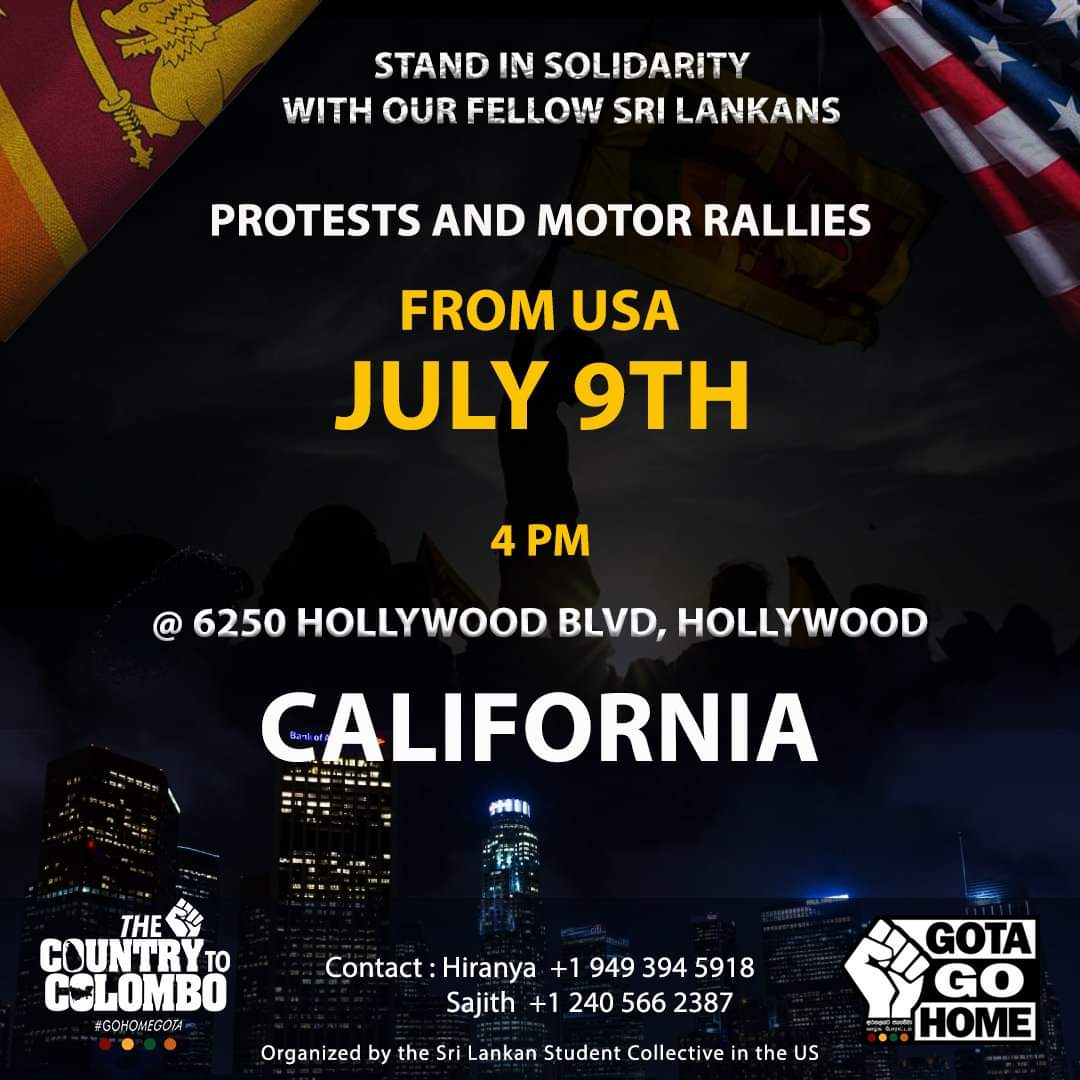 STAND IN SOLIDARITY
WITH OUR FELLOW SRI LANKANS
PROTESTS AND MOTOR RALLIES
FROM USA
JULY 9TH
4 PM
@ 6250 HOLLYWOOD BLVD, HOLLYWOOD
CALIFORNIA
Bank of A
THE
COUNTRY TO
COLOMBO
#GOHOMEGOTA
Contact : Hiranya +1 949 394 5918
Sajith +1 240 566 2387
GOTA
GO
HOME
Organized by the Sri Lankan Student Collective in the US